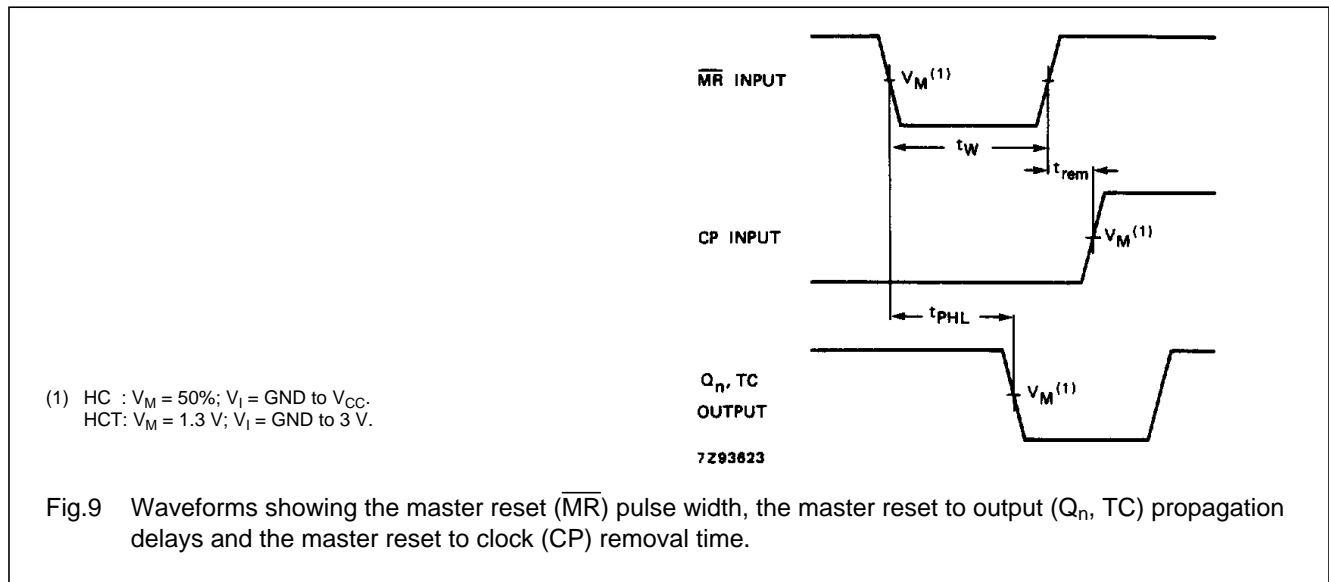 M̅R̅ INPUT
V_M(1)
t_W
t_rem
CP INPUT
V_M(1)
t_PHL
Q_n, TC
OUTPUT
V_M(1)
7Z93623
(1) HC : V_M = 50%; V_I = GND to V_CC.
HCT: V_M = 1.3 V; V_I = GND to 3 V.
Fig.9 Waveforms showing the master reset (M̅R̅) pulse width, the master reset to output (Q_n, TC) propagation
delays and the master reset to clock (CP) removal time.